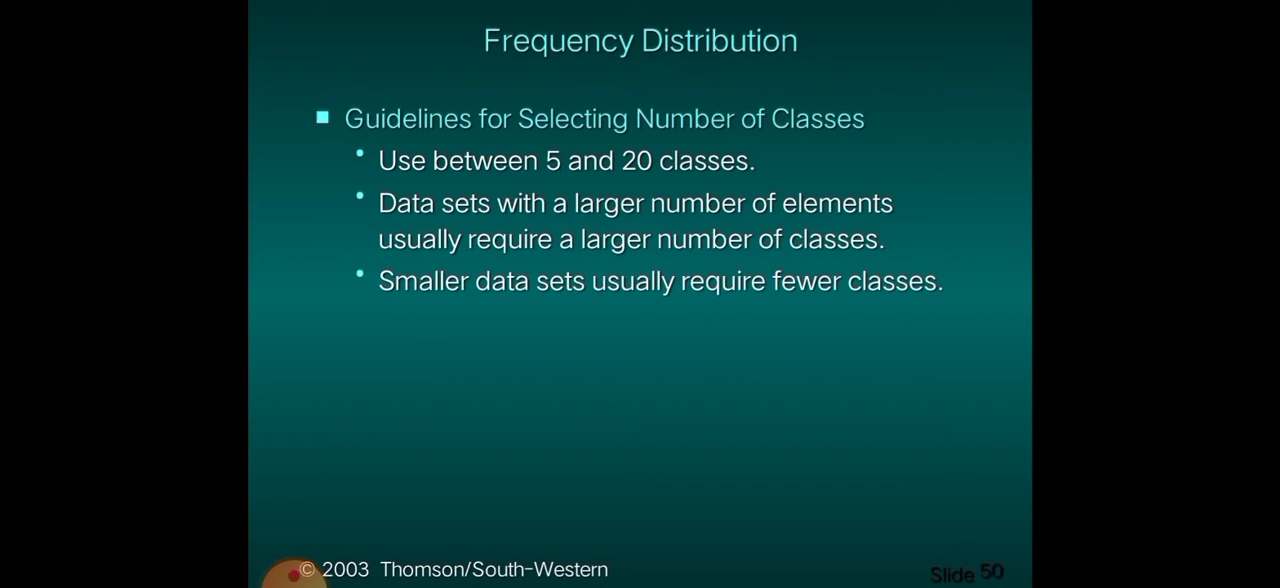 Frequency Distribution
Guidelines for Selecting Number of Classes
Use between 5 and 20 classes.
Data sets with a larger number of elements
usually require a larger number of classes.
Smaller data sets usually require fewer classes.
© 2003 Thomson/South-Western
Slide 50